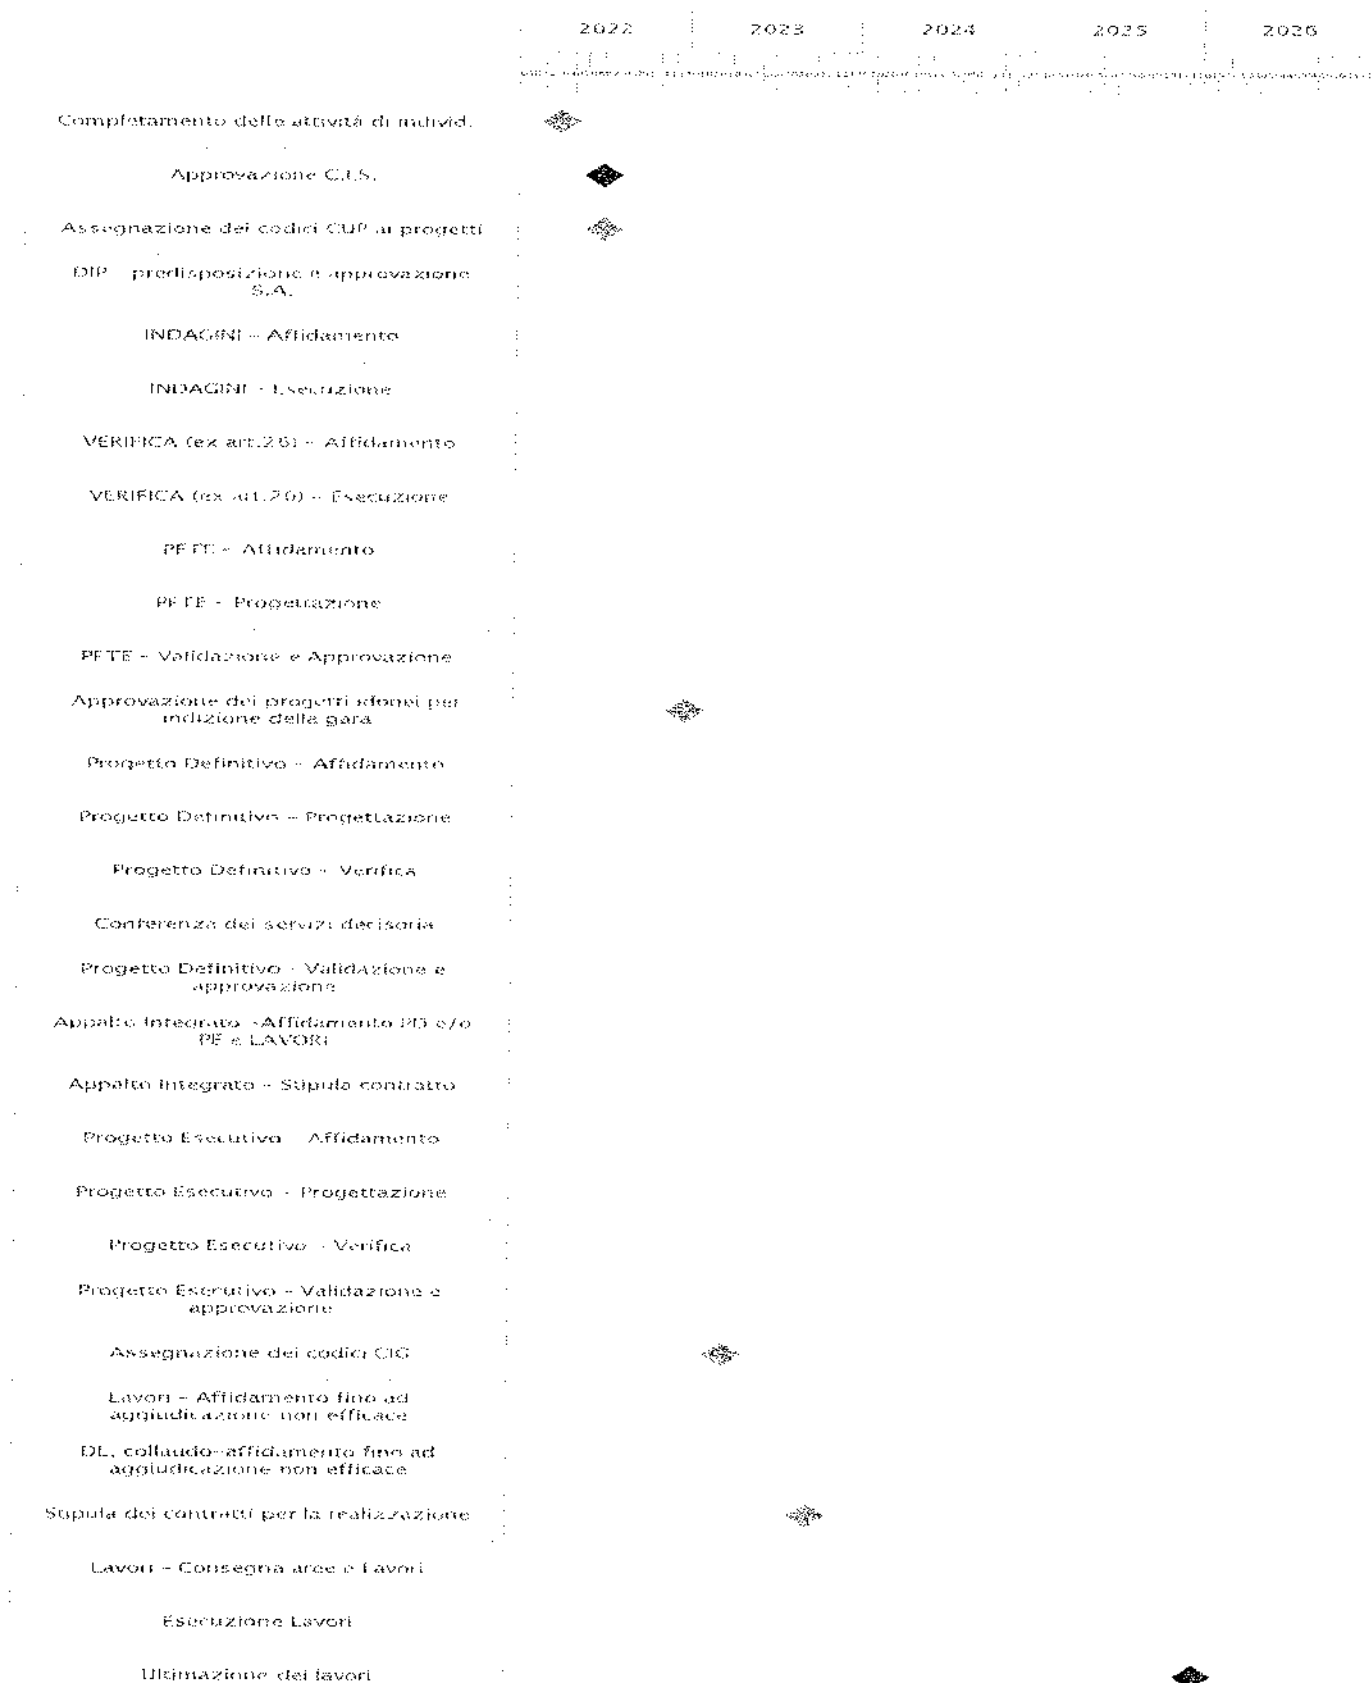 2022 2023 2024 2025 2026
Completamento delle attività di individ.
Approvazione C.I.S.
Assegnazione dei codici CUP ai progetti
DIP - predisposizione e approvazione
S.A.
INDAGINI - Affidamento
INDAGINI - Esecuzione
VERIFICA (ex art.26) - Affidamento
VERIFICA (ex art.26) - Esecuzione
PFTE - Affidamento
PFTE - Progettazione
PFTE - Validazione e Approvazione
Approvazione dei progetti idonei per
indizione della gara
Progetto Definitivo - Affidamento
Progetto Definitivo - Progettazione
Progetto Definitivo - Verifica
Conferenza dei servizi decisoria
Progetto Definitivo - Validazione e
approvazione
Appalto Integrato -Affidamento PD e/o
PE e LAVORI
Appalto Integrato - Stipula contratto
Progetto Esecutivo - Affidamento
Progetto Esecutivo - Progettazione
Progetto Esecutivo - Verifica
Progetto Esecutivo - Validazione e
approvazione
Assegnazione dei codici CIG
Lavori - Affidamento fino ad
aggiudicazione non efficace
DL, collaudo-affidamento fino ad
aggiudicazione non efficace
Stipula dei contratti per la realizzazione
Lavori - Consegna aree e Lavori
Esecuzione Lavori
Ultimazione dei lavori